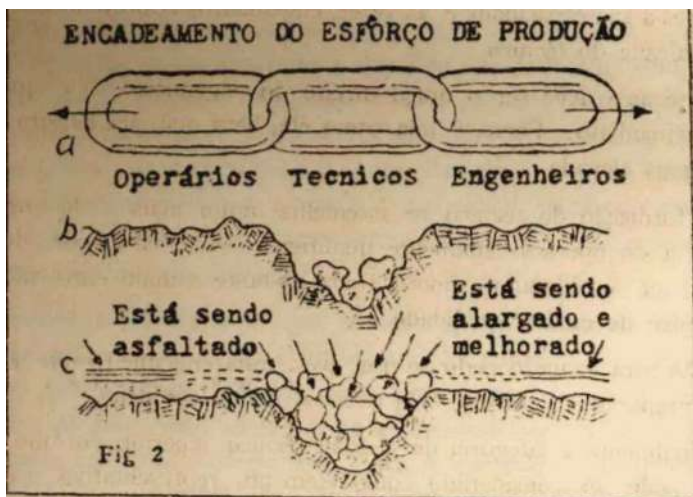 ENCADEAMENTO DO ESFÔRÇO DE PRODUÇÃO
a
Operários Tecnicos Engenheiros
b
Está sendo
asfaltado
Está sendo
alargado e
melhorado
c
Fig 2